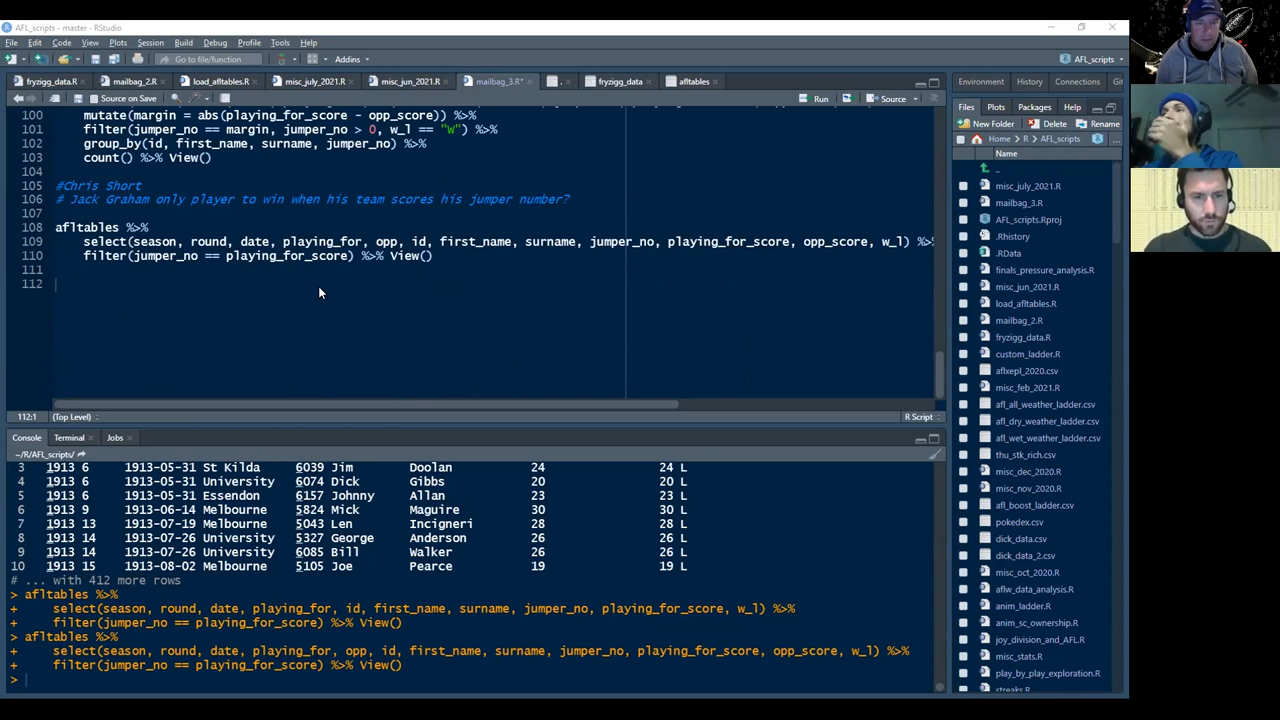 AFL_scripts - master - RStudio
File Edit Code View Plots Session Build Debug Profile Tools Help
Go to file/function Addins AFL_scripts
fryzigg_data.R mailbag_2.R load_afltables.R misc_july_2021.R misc_jun_2021.R mailbag_3.R* . fryzigg_data afltables
Source on Save Run Source
100 mutate(margin = abs(playing_for_score - opp_score)) %>%
101 filter(jumper_no == margin, jumper_no > 0, w_l == "W") %>%
102 group_by(id, first_name, surname, jumper_no) %>%
103 count() %>% View()
104
105 #Chris Short
106 # Jack Graham only player to win when his team scores his jumper number?
107
108 afltables %>%
109 select(season, round, date, playing_for, opp, id, first_name, surname, jumper_no, playing_for_score, opp_score, w_l) %>%
110 filter(jumper_no == playing_for_score) %>% View()
111
112
112:1 (Top Level) R Script
Console Terminal Jobs
~/R/AFL_scripts/
3 1913 6 1913-05-31 St Kilda 6039 Jim Doolan 24 24 L
4 1913 6 1913-05-31 University 6074 Dick Gibbs 20 20 L
5 1913 6 1913-05-31 Essendon 6157 Johnny Allan 23 23 L
6 1913 9 1913-06-14 Melbourne 5824 Mick Maguire 30 30 L
7 1913 13 1913-07-19 Melbourne 5043 Len Incigneri 28 28 L
8 1913 14 1913-07-26 University 5327 George Anderson 26 26 L
9 1913 14 1913-07-26 University 6085 Bill Walker 26 26 L
10 1913 15 1913-08-02 Melbourne 5105 Joe Pearce 19 19 L
# ... with 412 more rows
> afltables %>%
+ select(season, round, date, playing_for, id, first_name, surname, jumper_no, playing_for_score, w_l) %>%
+ filter(jumper_no == playing_for_score) %>% View()
> afltables %>%
+ select(season, round, date, playing_for, opp, id, first_name, surname, jumper_no, playing_for_score, opp_score, w_l) %>%
+ filter(jumper_no == playing_for_score) %>% View()
>
Environment History Connections Git
Files Plots Packages Help
New Folder Delete Rename
Home > R > AFL_scripts ...
Name
..
misc_july_2021.R
mailbag_3.R
AFL_scripts.Rproj
.Rhistory
.RData
finals_pressure_analysis.R
misc_jun_2021.R
load_afltables.R
mailbag_2.R
fryzigg_data.R
custom_ladder.R
aflxepl_2020.csv
misc_feb_2021.R
afl_all_weather_ladder.csv
afl_dry_weather_ladder.csv
afl_wet_weather_ladder.csv
thu_stk_rich.csv
misc_dec_2020.R
misc_nov_2020.R
afl_boost_ladder.csv
pokedex.csv
dick_data.csv
dick_data_2.csv
misc_oct_2020.R
aflw_data_analysis.R
anim_ladder.R
anim_sc_ownership.R
joy_division_and_AFL.R
misc_stats.R
play_by_play_exploration.R
streaks.R